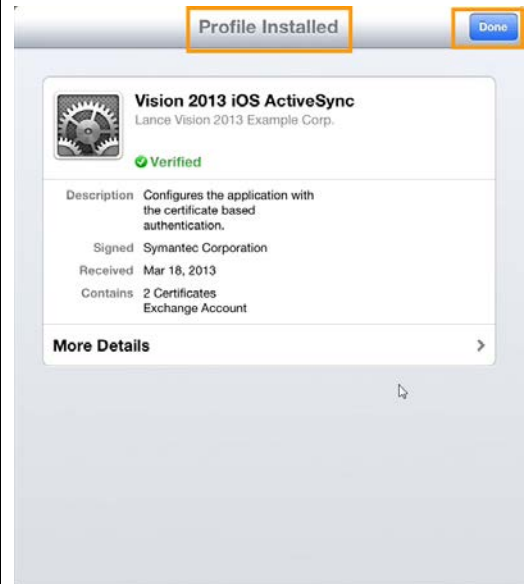 Profile Installed
Done
Vision 2013 iOS ActiveSync
Lance Vision 2013 Example Corp.
Verified
Description Configures the application with
the certificate based
authentication.
Signed Symantec Corporation
Received Mar 18, 2013
Contains 2 Certificates
Exchange Account
More Details